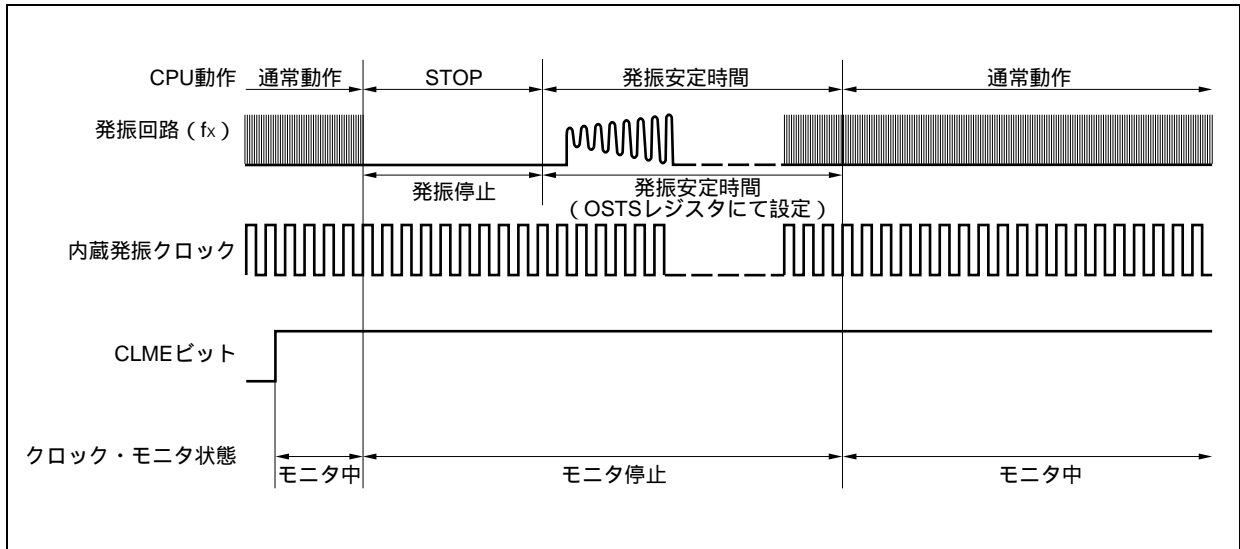 CPU動作 通常動作 STOP 発振安定時間 通常動作
発振回路（fx）
発振停止 発振安定時間
（OSTSレジスタにて設定）
内蔵発振クロック
CLMEビット
クロック・モニタ状態
モニタ中 モニタ停止 モニタ中